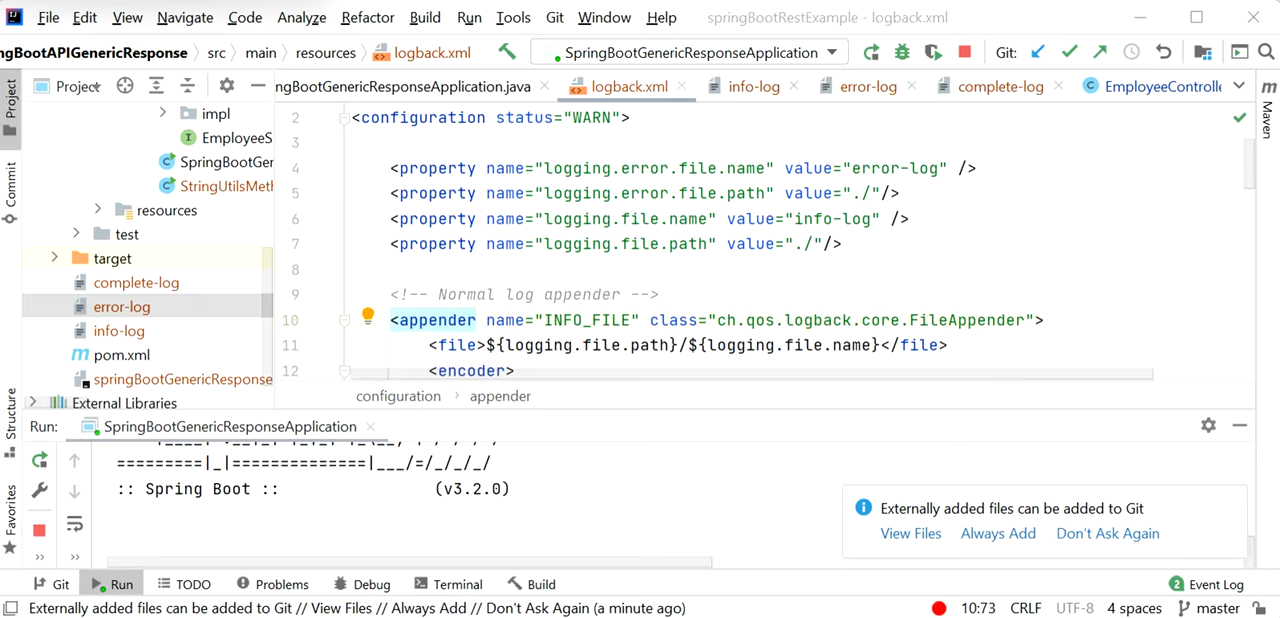 File Edit View Navigate Code Analyze Refactor Build Run Tools Git Window Help springBootRestExample - logback.xml
ngBootAPIGenericResponse src main resources logback.xml SpringBootGenericResponseApplication Git:
Project ngBootGenericResponseApplication.java logback.xml info-log error-log complete-log EmployeeControlle
Project
Commit
Structure
Favorites
Maven
impl
EmployeeS
SpringBootGer
StringUtilsMeth
resources
test
target
complete-log
error-log
info-log
pom.xml
springBootGenericResponse
External Libraries
2 <configuration status="WARN">
3
4 <property name="logging.error.file.name" value="error-log" />
5 <property name="logging.error.file.path" value="./"/>
6 <property name="logging.file.name" value="info-log" />
7 <property name="logging.file.path" value="./"/>
8
9 <!-- Normal log appender -->
10 <appender name="INFO_FILE" class="ch.qos.logback.core.FileAppender">
11 <file>${logging.file.path}/${logging.file.name}</file>
12 <encoder>
configuration appender
Run: SpringBootGenericResponseApplication
=========|_|==============|___/=/_/_/_/
:: Spring Boot :: (v3.2.0)
Externally added files can be added to Git
View Files Always Add Don't Ask Again
Git Run TODO Problems Debug Terminal Build 2 Event Log
Externally added files can be added to Git // View Files // Always Add // Don't Ask Again (a minute ago) 10:73 CRLF UTF-8 4 spaces master